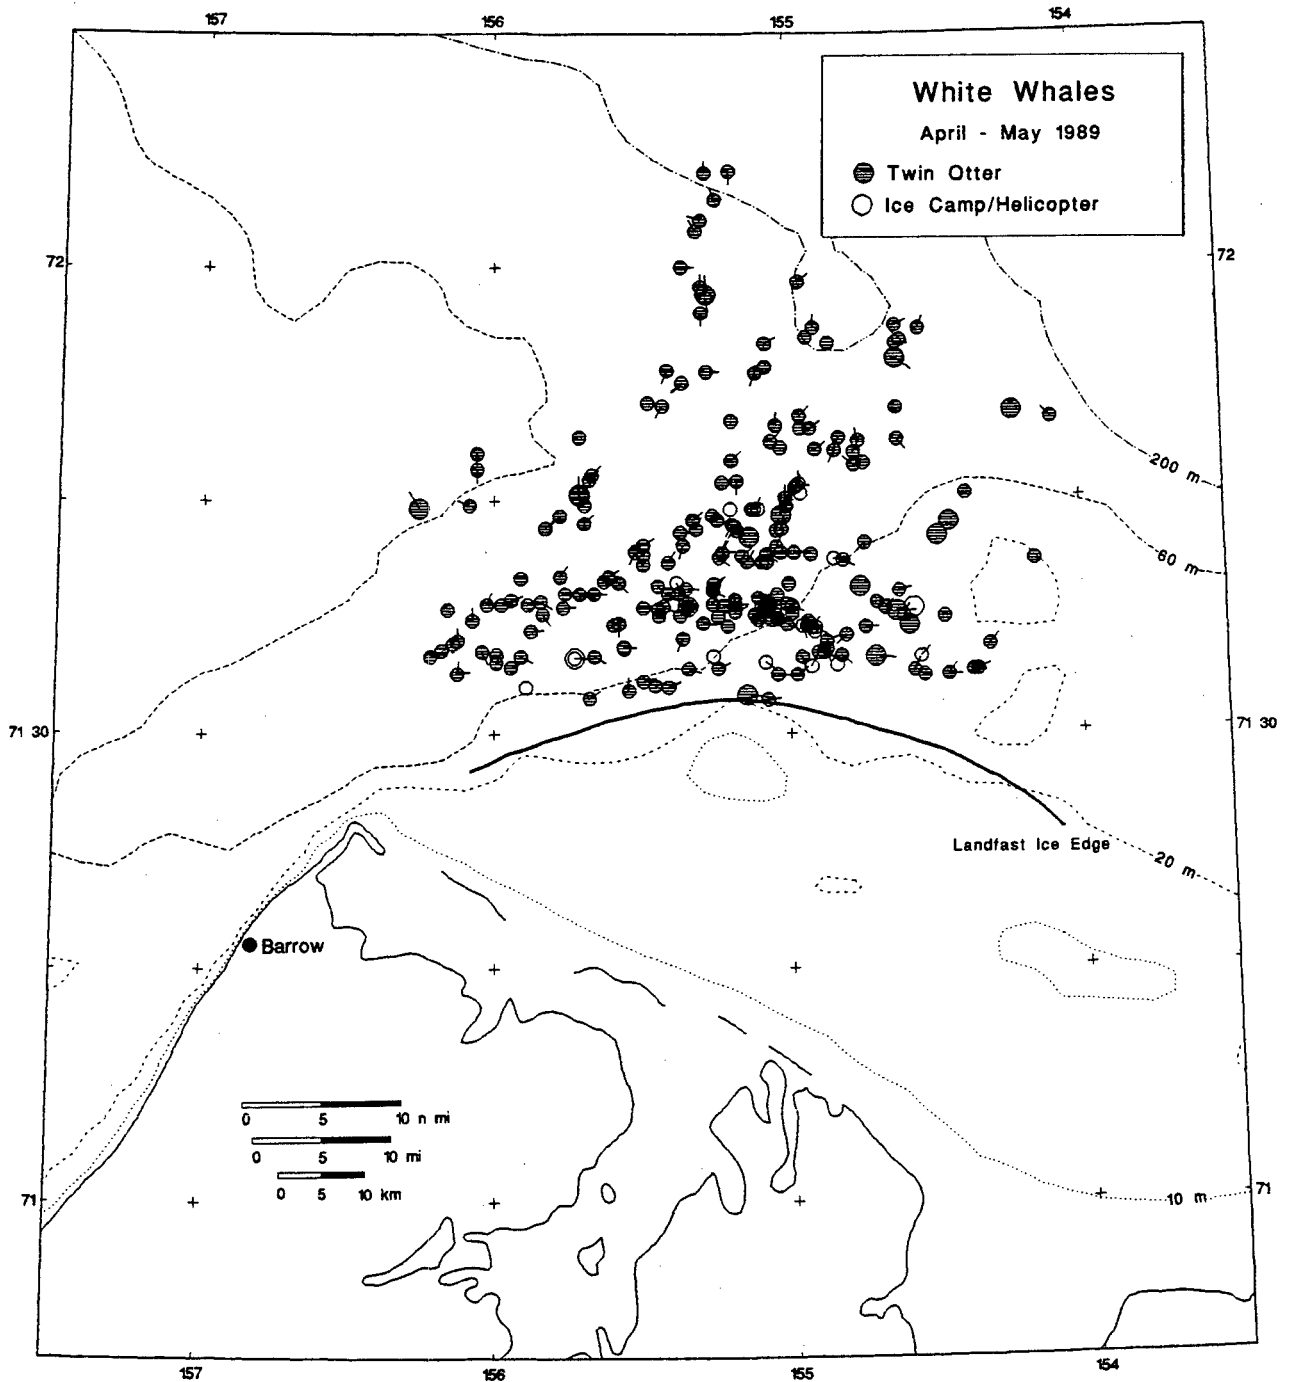 157 156 155 154
White Whales
April - May 1989
Twin Otter
Ice Camp/Helicopter
72 72
200 m
60 m
71 30 71 30
Landfast Ice Edge
20 m
Barrow
0 5 10 n mi
0 5 10 mi
0 5 10 km
71 10 m 71
157 156 155 154